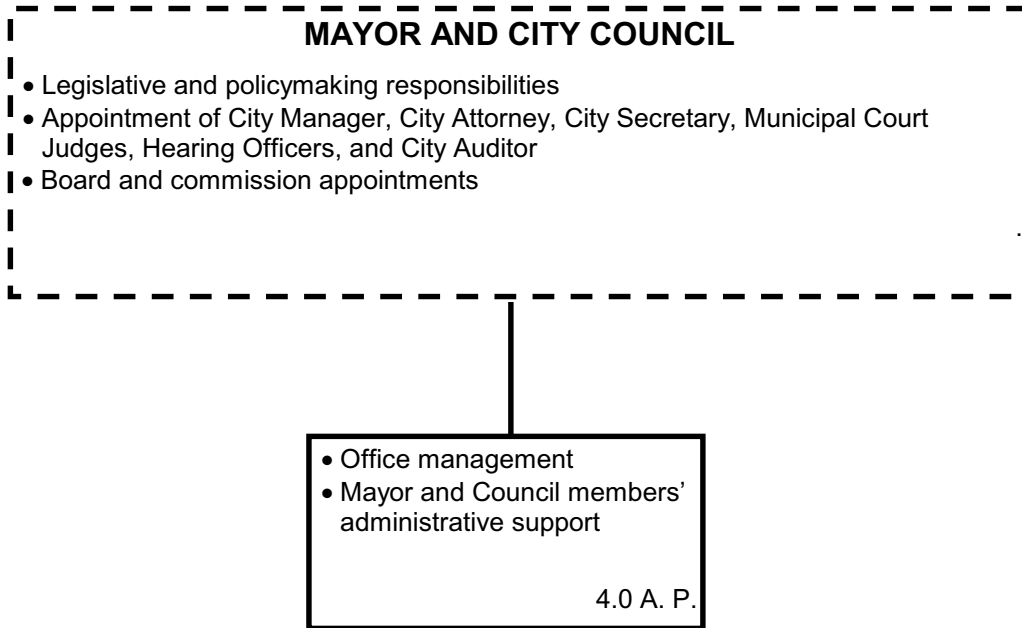 MAYOR AND CITY COUNCIL
• Legislative and policymaking responsibilities
• Appointment of City Manager, City Attorney, City Secretary, Municipal Court
Judges, Hearing Officers, and City Auditor
• Board and commission appointments
.
• Office management
• Mayor and Council members’
administrative support
4.0 A. P.